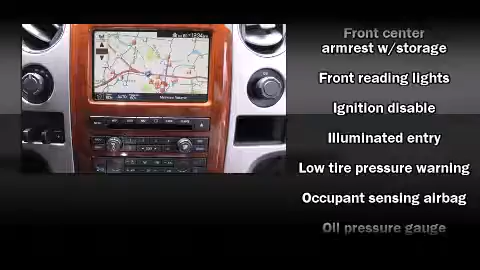 Front center
armrest w/storage
Front reading lights
Ignition disable
Illuminated entry
Low tire pressure warning
Occupant sensing airbag
Oil pressure gauge